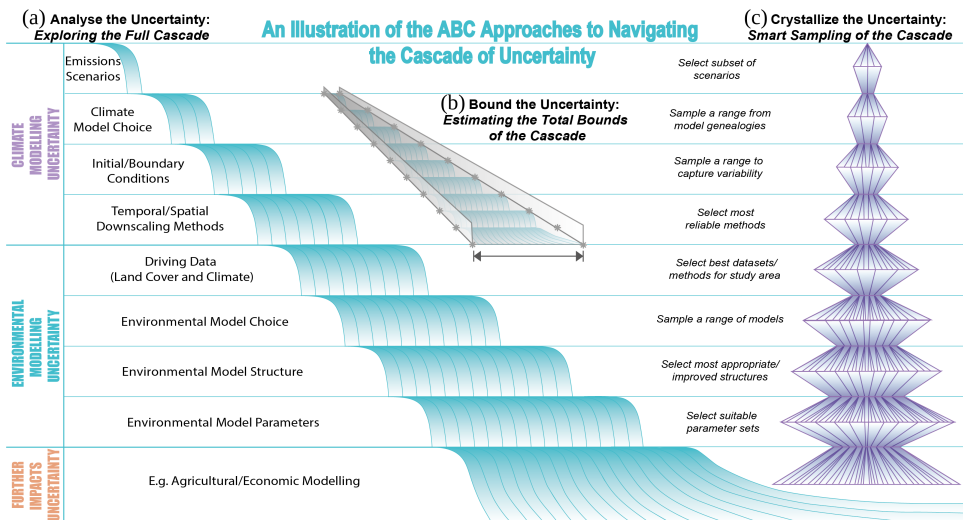 (a) Analyse the Uncertainty:
Exploring the Full Cascade
An Illustration of the ABC Approaches to Navigating
the Cascade of Uncertainty
(c) Crystallize the Uncertainty:
Smart Sampling of the Cascade
(b) Bound the Uncertainty:
Estimating the Total Bounds
of the Cascade
CLIMATE
MODELLING
UNCERTAINTY
Emissions
Scenarios
Select subset of
scenarios
Climate
Model Choice
Sample a range from
model genealogies
Initial/Boundary
Conditions
Sample a range to
capture variability
Temporal/Spatial
Downscaling Methods
Select most
reliable methods
ENVIRONMENTAL
MODELLING
UNCERTAINTY
Driving Data
(Land Cover and Climate)
Select best datasets/
methods for study area
Environmental Model Choice
Sample a range of models
Environmental Model Structure
Select most appropriate/
improved structures
Environmental Model Parameters
Select suitable
parameter sets
FURTHER
IMPACTS
UNCERTAINTY
E.g. Agricultural/Economic Modelling